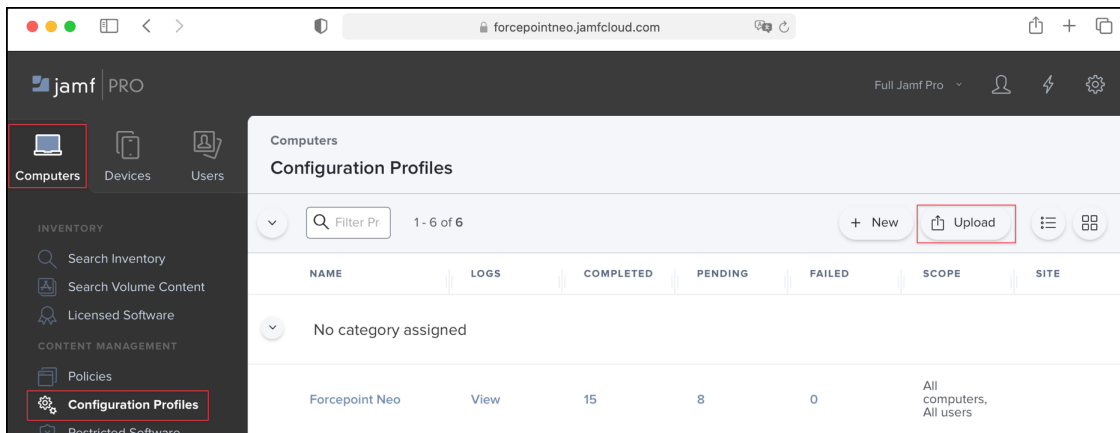 forcepointneo.jamfcloud.com
jamf PRO
Full Jamf Pro
Computers
Devices
Users
Computers
Configuration Profiles
Filter Pr
1 - 6 of 6
+ New
Upload
INVENTORY
Search Inventory
Search Volume Content
Licensed Software
CONTENT MANAGEMENT
Policies
Configuration Profiles
Restricted Software
NAME
LOGS
COMPLETED
PENDING
FAILED
SCOPE
SITE
No category assigned
Forcepoint Neo
View
15
8
0
All
computers,
All users